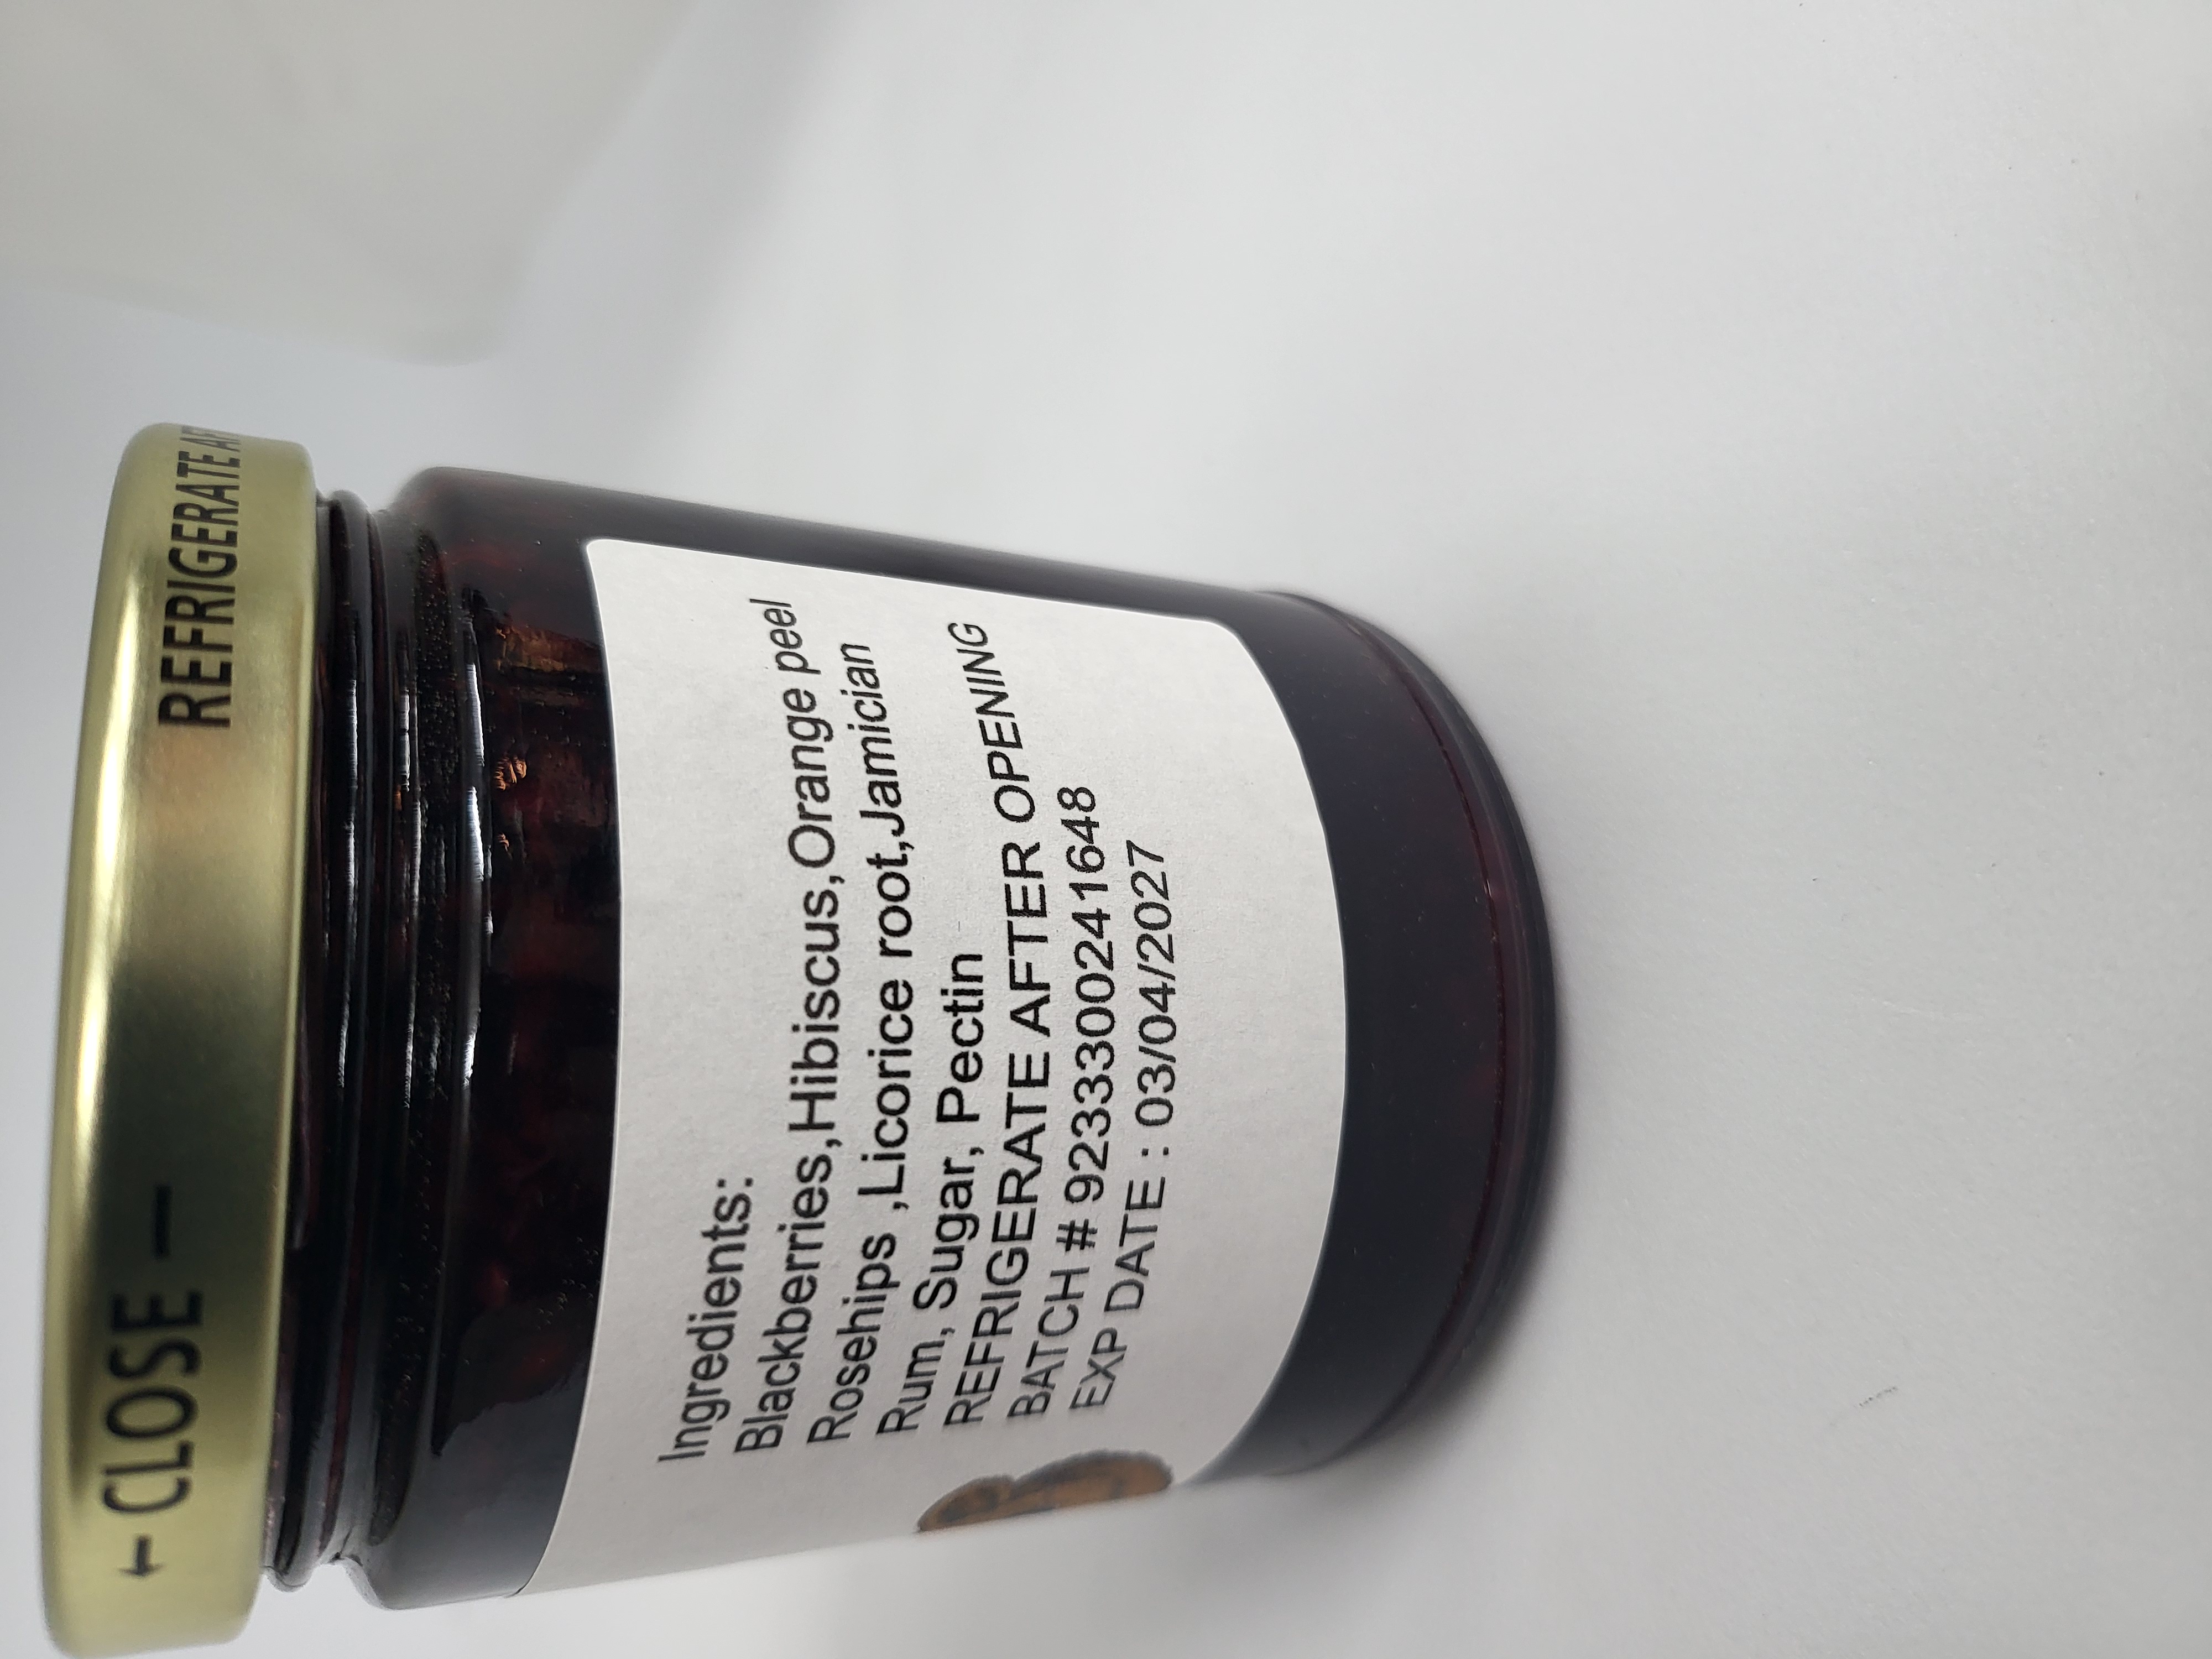 ← CLOSE — REFRIGERATE
Ingredients:
Blackberries,Hibiscus,Orange peel
Rosehips ,Licorice root,Jamician
Rum, Sugar, Pectin
REFRIGERATE AFTER OPENING
BATCH # 9233300241648
EXP DATE : 03/04/2027